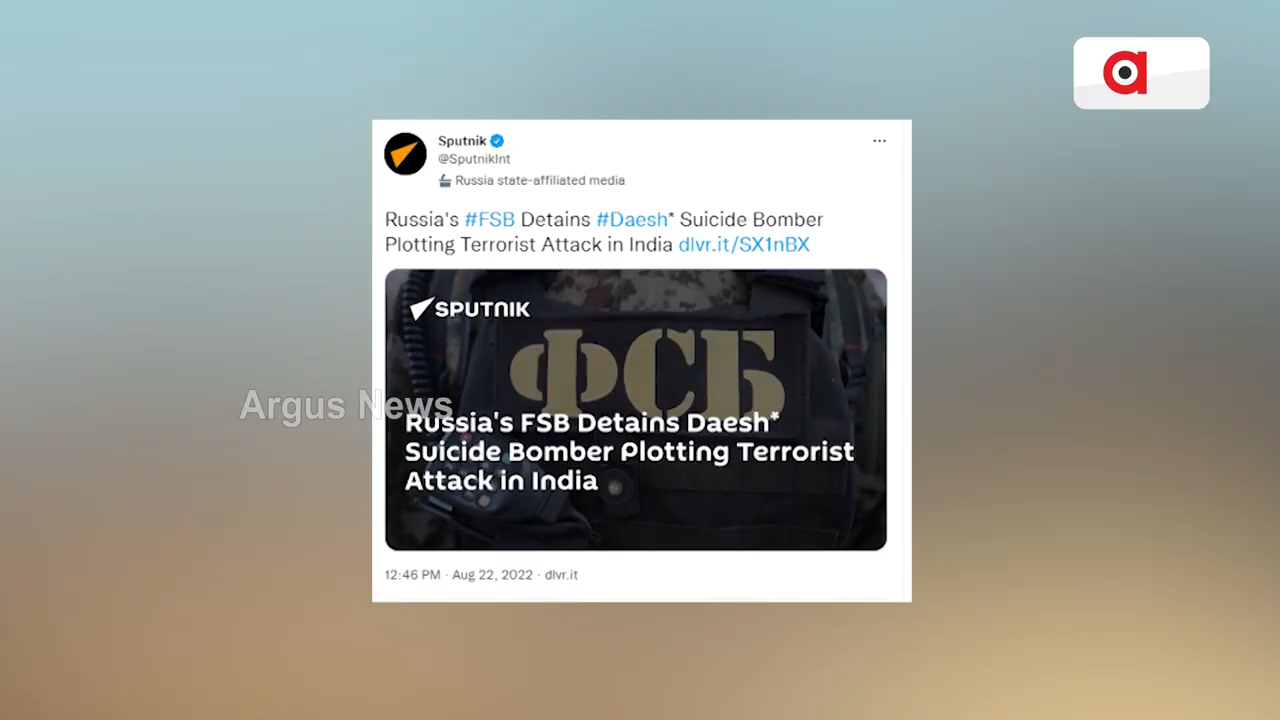 a
Sputnik
@SputnikInt
Russia state-affiliated media
Russia's #FSB Detains #Daesh* Suicide Bomber
Plotting Terrorist Attack in India dlvr.it/SX1nBX
SPUTNIK
ФСБ
Argus News
Russia's FSB Detains Daesh*
Suicide Bomber Plotting Terrorist
Attack in India
12:46 PM · Aug 22, 2022 · dlvr.it